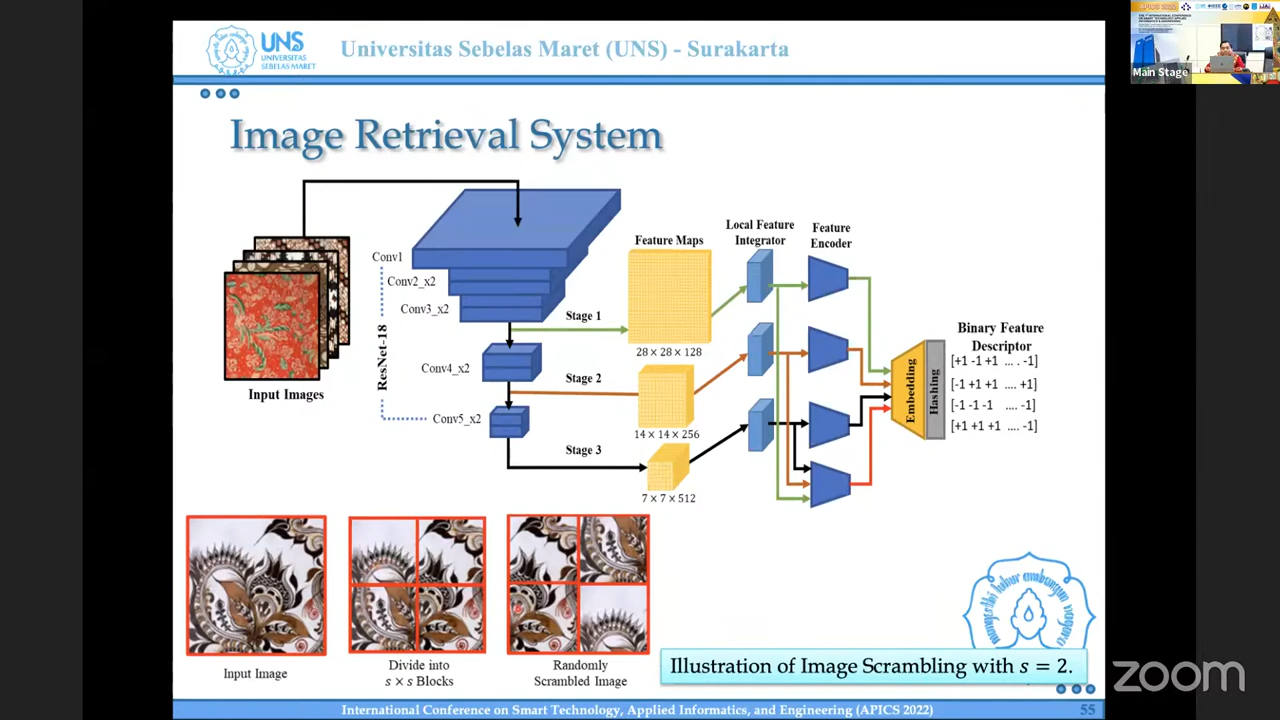 UNS
UNIVERSITAS
SEBELAS MARET
Universitas Sebelas Maret (UNS) - Surakarta
APICS 2022
Main Stage
Image Retrieval System
Input Images
ResNet-18
Conv1
Conv2_x2
Conv3_x2
Conv4_x2
Conv5_x2
Stage 1
Stage 2
Stage 3
Feature Maps
28 × 28 × 128
14 × 14 × 256
7 × 7 × 512
Local Feature
Integrator
Feature
Encoder
Embedding
Hashing
Binary Feature
Descriptor
[+1 -1 +1 ... . -1]
[-1 +1 +1 .... +1]
[-1 -1 -1 .... -1]
[+1 +1 +1 .... -1]
Input Image
Divide into
s × s Blocks
Randomly
Scrambled Image
Illustration of Image Scrambling with s = 2.
zoom
International Conference on Smart Technology, Applied Informatics, and Engineering (APICS 2022)
55